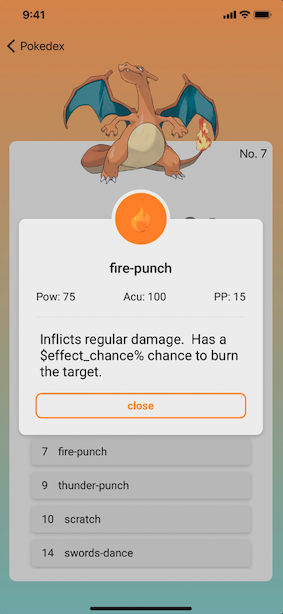 9:41
Pokedex
No. 7
fire-punch
Pow: 75 Acu: 100 PP: 15
Inflicts regular damage. Has a
$effect_chance% chance to burn
the target.
close
7 fire-punch
9 thunder-punch
10 scratch
14 swords-dance